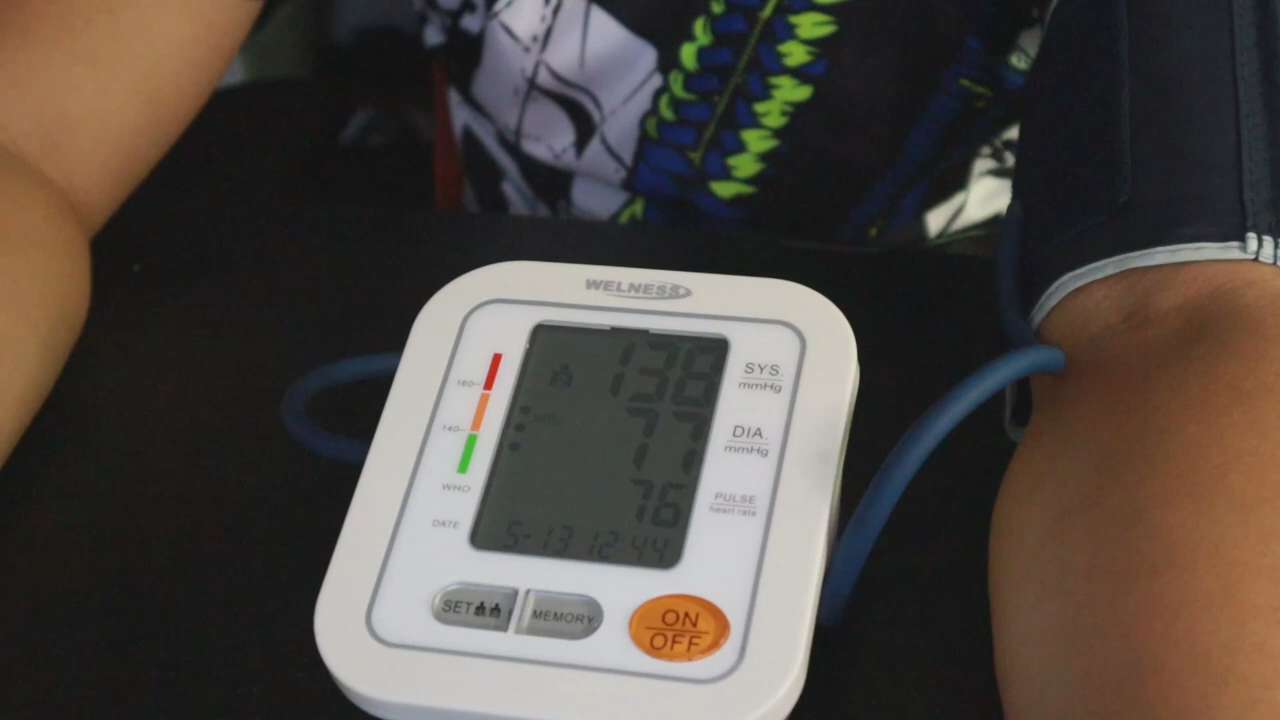 WELNESS
138
SYS.
mmHg
160
77
DIA.
mmHg
140
WHO
76
PULSE
heart rate
DATE
5-13 12:44
SET
MEMORY
ON
OFF